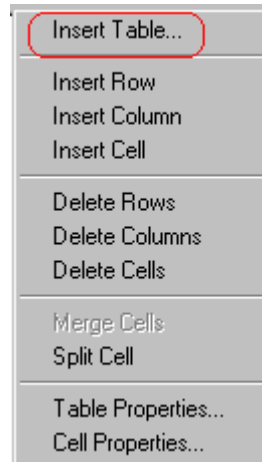 Insert Table...
Insert Row
Insert Column
Insert Cell
Delete Rows
Delete Columns
Delete Cells
Merge Cells
Split Cell
Table Properties...
Cell Properties...